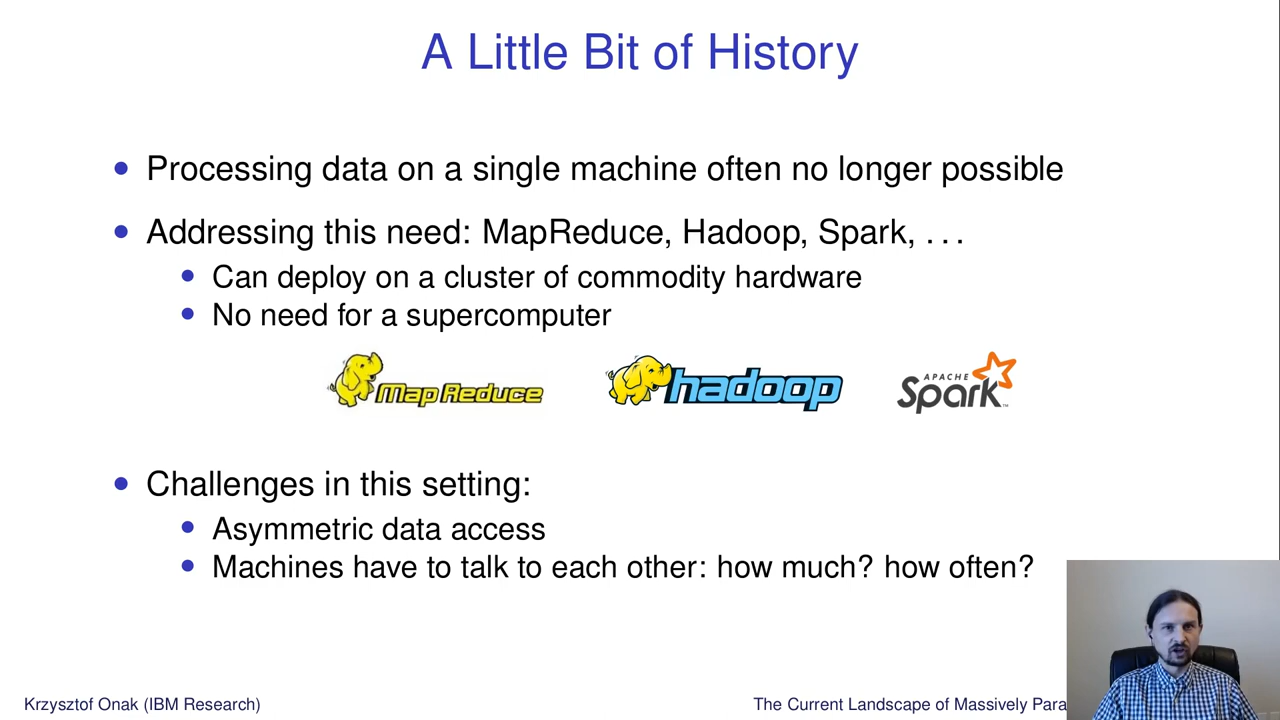 A Little Bit of History
Processing data on a single machine often no longer possible
Addressing this need: MapReduce, Hadoop, Spark, . . .
Can deploy on a cluster of commodity hardware
No need for a supercomputer
Map Reduce
hadoop
APACHE
Spark™
Challenges in this setting:
Asymmetric data access
Machines have to talk to each other: how much? how often?
Krzysztof Onak (IBM Research)
The Current Landscape of Massively Para